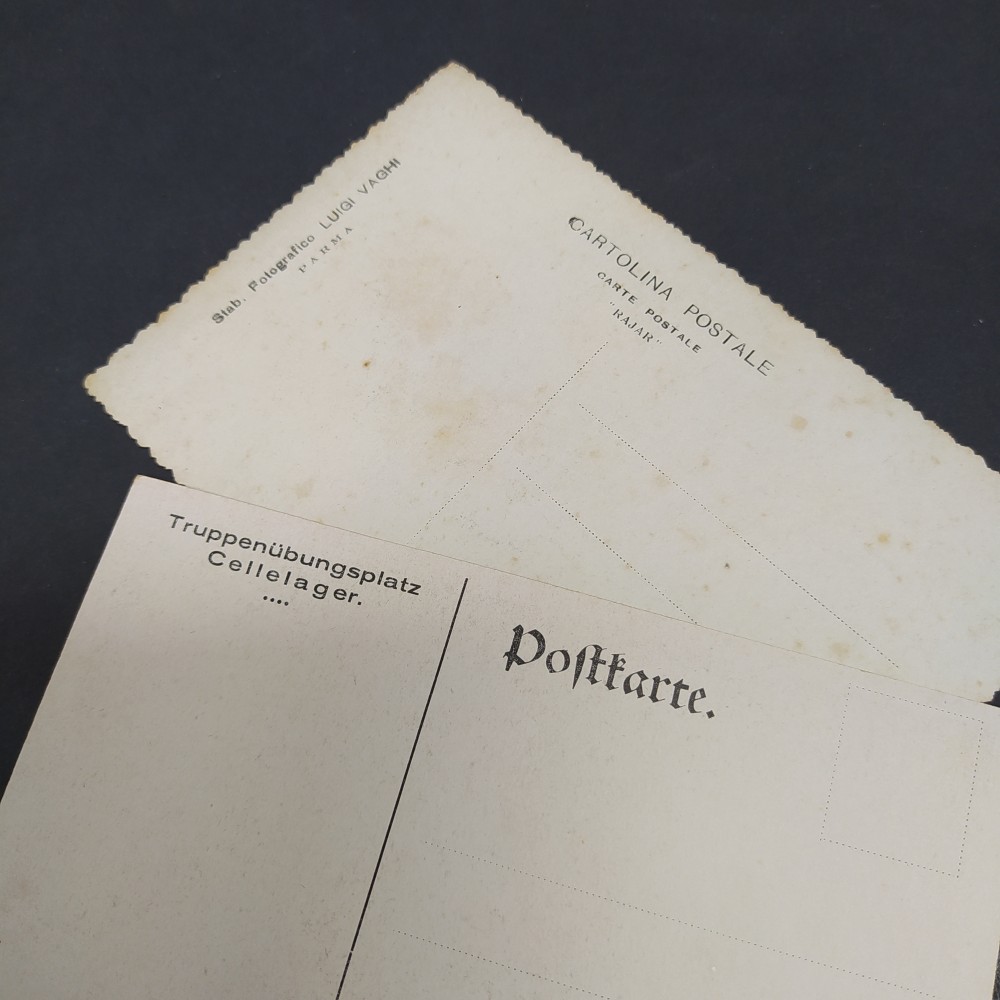 Stab. Fotografico LUIGI VAGHI
PARMA
CARTOLINA POSTALE
CARTE POSTALE
"RAJAR"
Truppenübungsplatz
Cellelager.
Postkarte.